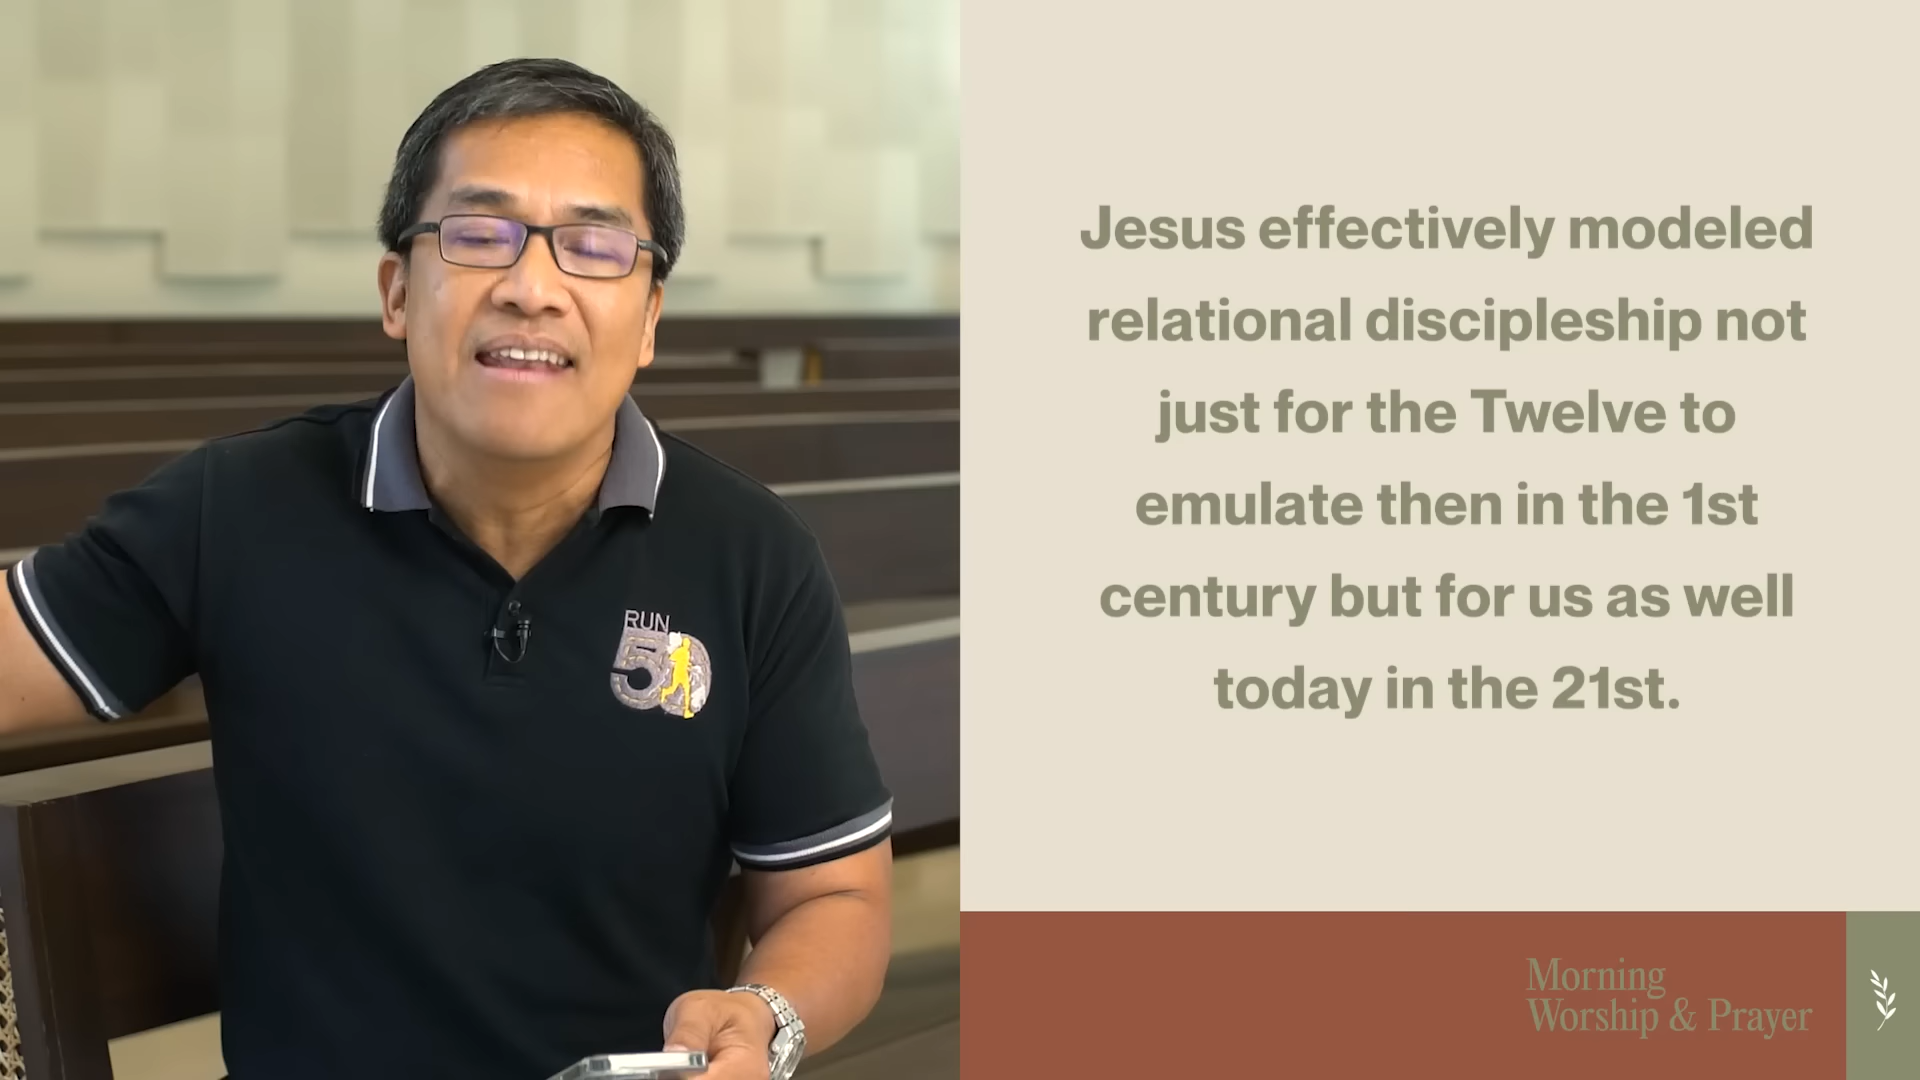 RUN
50
Jesus effectively modeled
relational discipleship not
just for the Twelve to
emulate then in the 1st
century but for us as well
today in the 21st.
Morning
Worship & Prayer